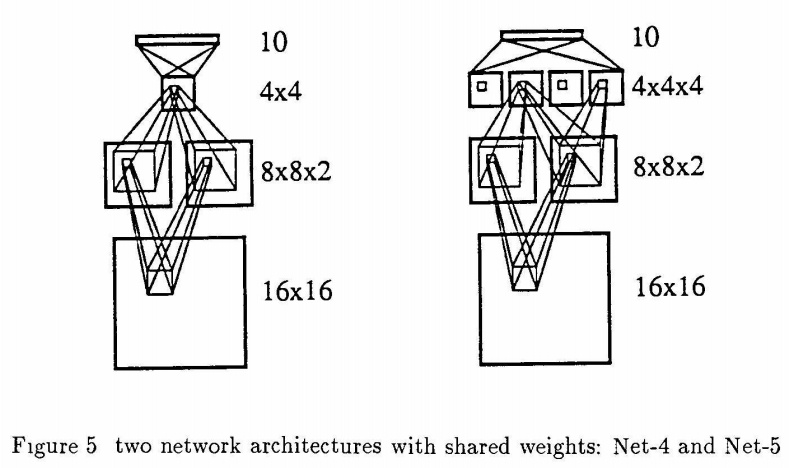 10
4x4
8x8x2
16x16
10
4x4x4
8x8x2
16x16
Figure 5 two network architectures with shared weights: Net-4 and Net-5